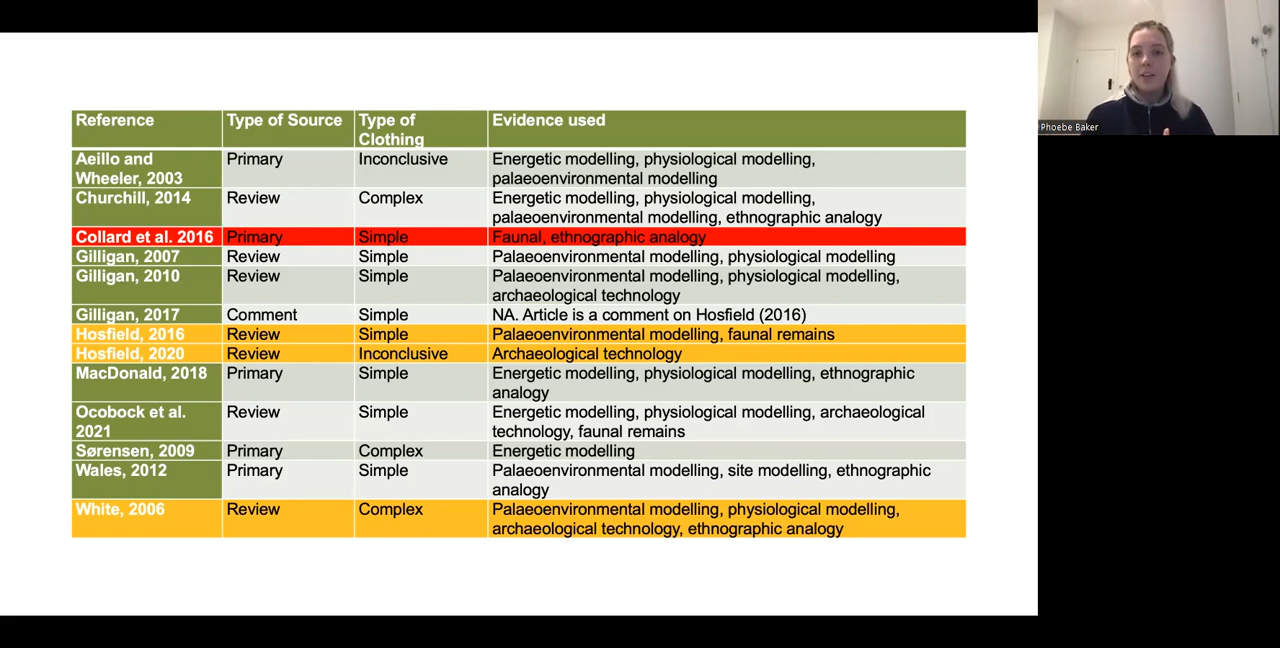 Reference Type of Source Type of Clothing Evidence used
Aeillo and Wheeler, 2003 Primary Inconclusive Energetic modelling, physiological modelling, palaeoenvironmental modelling
Churchill, 2014 Review Complex Energetic modelling, physiological modelling, palaeoenvironmental modelling, ethnographic analogy
Collard et al. 2016 Primary Simple Faunal, ethnographic analogy
Gilligan, 2007 Review Simple Palaeoenvironmental modelling, physiological modelling
Gilligan, 2010 Review Simple Palaeoenvironmental modelling, physiological modelling, archaeological technology
Gilligan, 2017 Comment Simple NA. Article is a comment on Hosfield (2016)
Hosfield, 2016 Review Simple Palaeoenvironmental modelling, faunal remains
Hosfield, 2020 Review Inconclusive Archaeological technology
MacDonald, 2018 Primary Simple Energetic modelling, physiological modelling, ethnographic analogy
Ocobock et al. 2021 Review Simple Energetic modelling, physiological modelling, archaeological technology, faunal remains
Sørensen, 2009 Primary Complex Energetic modelling
Wales, 2012 Primary Simple Palaeoenvironmental modelling, site modelling, ethnographic analogy
White, 2006 Review Complex Palaeoenvironmental modelling, physiological modelling, archaeological technology, ethnographic analogy
Phoebe Baker